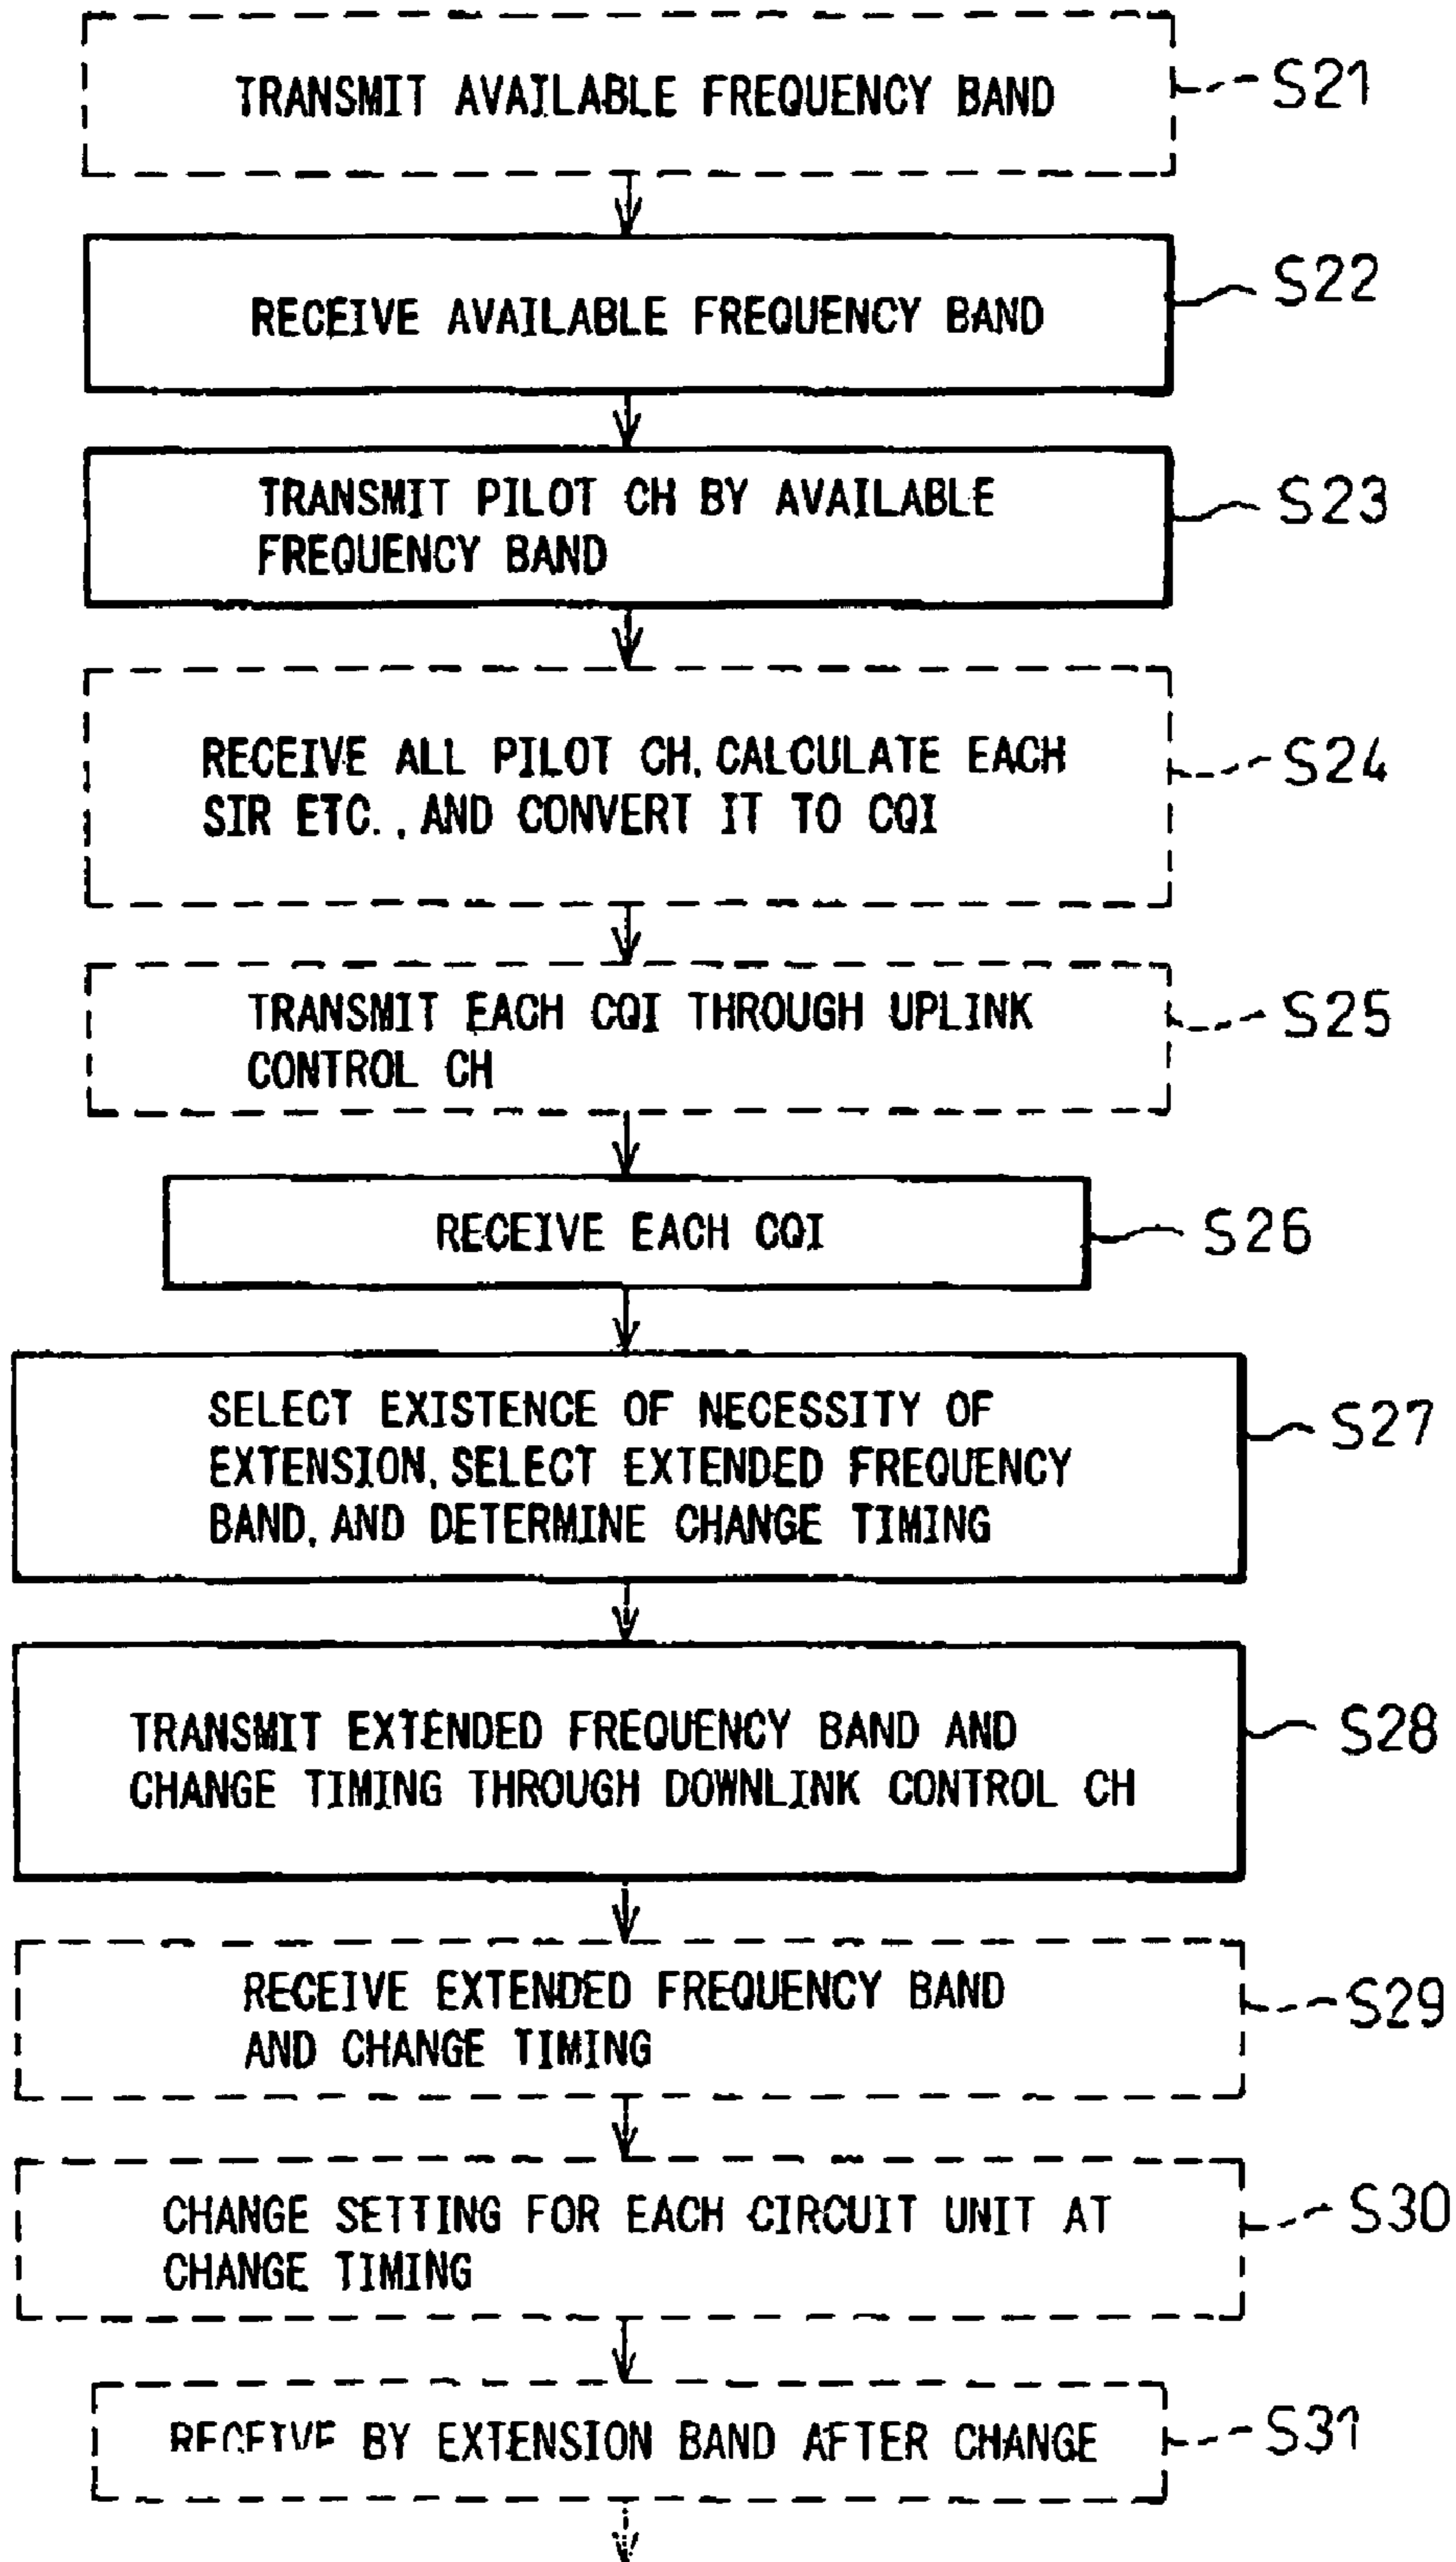 TRANSMIT AVAILABLE FREQUENCY BAND
S21
RECEIVE AVAILABLE FREQUENCY BAND
S22
TRANSMIT PILOT CH BY AVAILABLE
FREQUENCY BAND
S23
RECEIVE ALL PILOT CH, CALCULATE EACH
SIR ETC., AND CONVERT IT TO CQI
S24
TRANSMIT EACH CQI THROUGH UPLINK
CONTROL CH
S25
RECEIVE EACH CQI
S26
SELECT EXISTENCE OF NECESSITY OF
EXTENSION, SELECT EXTENDED FREQUENCY
BAND, AND DETERMINE CHANGE TIMING
S27
TRANSMIT EXTENDED FREQUENCY BAND AND
CHANGE TIMING THROUGH DOWNLINK CONTROL CH
S28
RECEIVE EXTENDED FREQUENCY BAND
AND CHANGE TIMING
S29
CHANGE SETTING FOR EACH CIRCUIT UNIT AT
CHANGE TIMING
S30
RECEIVE BY EXTENSION BAND AFTER CHANGE
S31